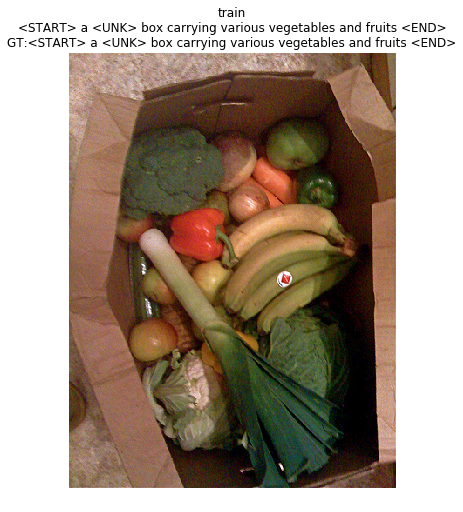 train
<START> a <UNK> box carrying various vegetables and fruits <END>
GT:<START> a <UNK> box carrying various vegetables and fruits <END>